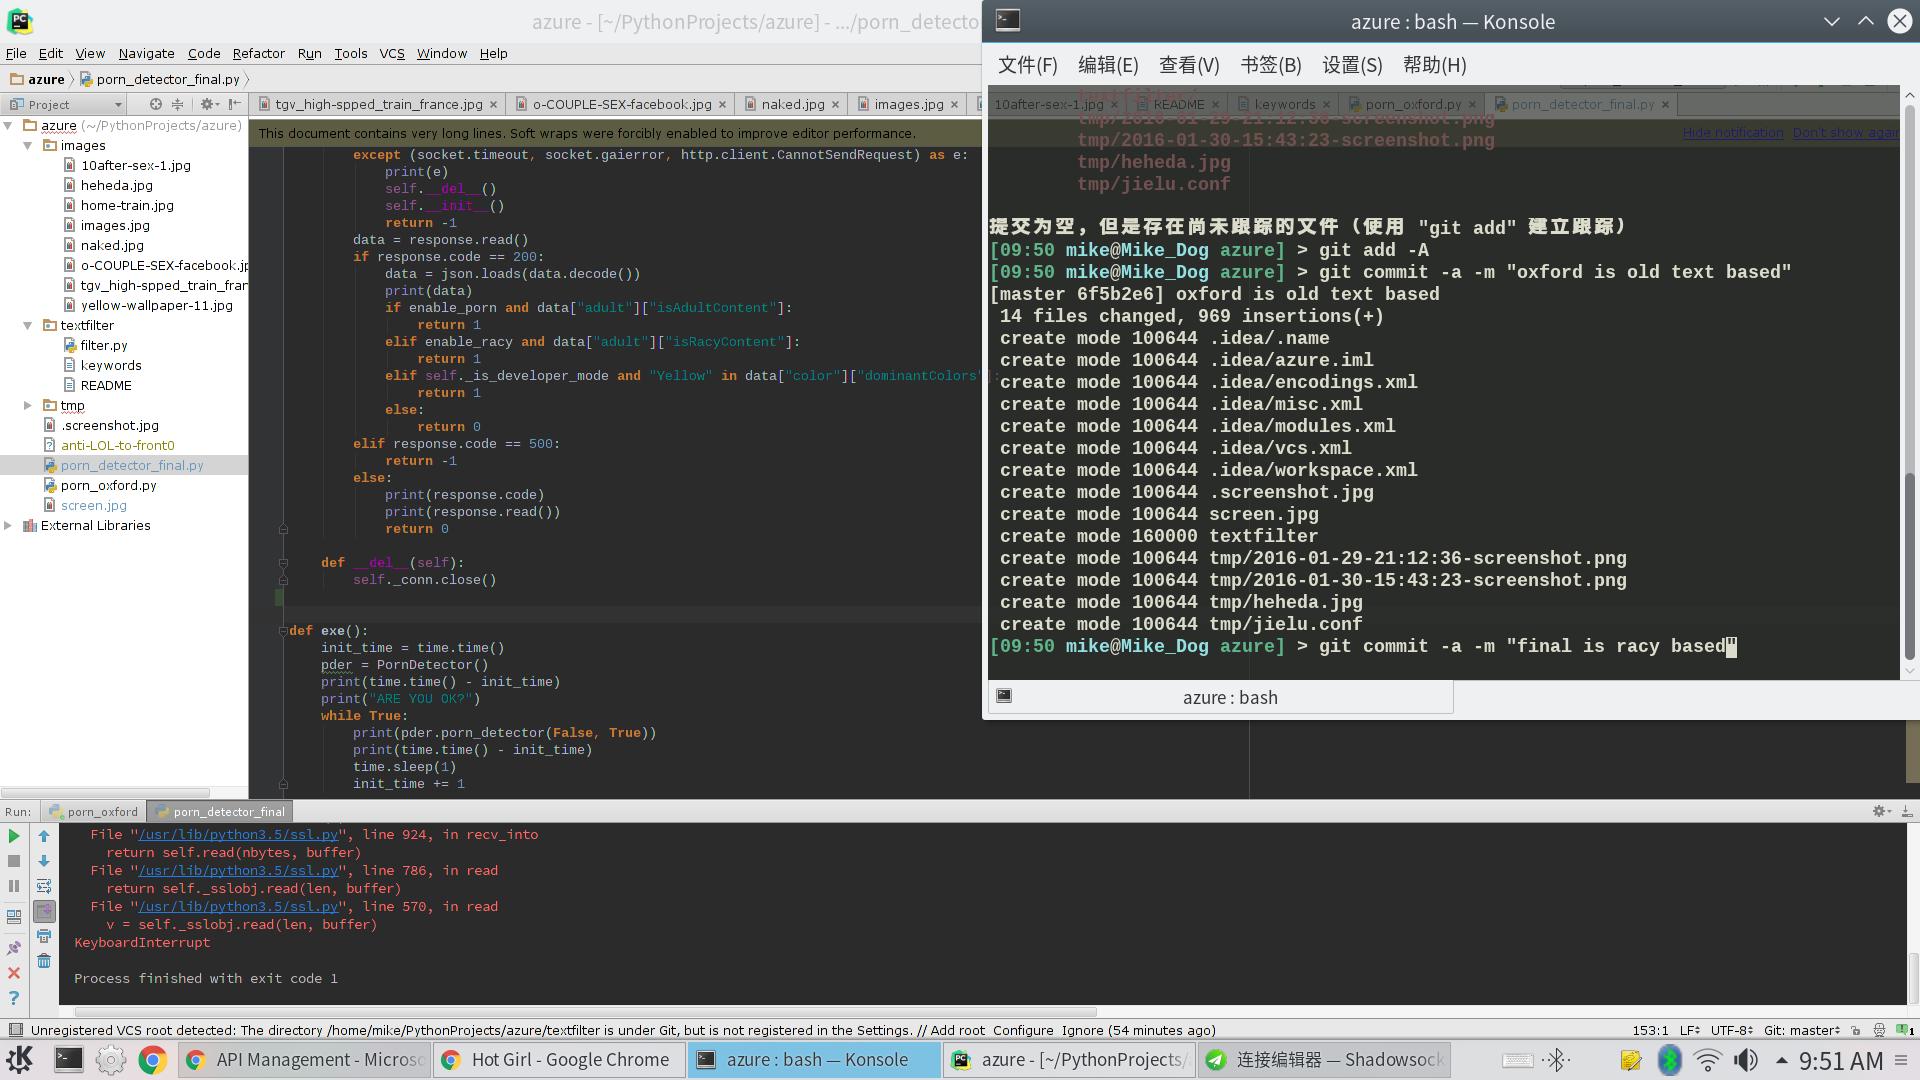 azure - [~/PythonProjects/azure] - .../porn_detecto
File Edit View Navigate Code Refactor Run Tools VCS Window Help
azure porn_detector_final.py
Project
tgv_high-spped_train_france.jpg o-COUPLE-SEX-facebook.jpg naked.jpg images.jpg
This document contains very long lines. Soft wraps were forcibly enabled to improve editor performance.
azure (~/PythonProjects/azure)
images
10after-sex-1.jpg
heheda.jpg
home-train.jpg
images.jpg
naked.jpg
o-COUPLE-SEX-facebook.jp
tgv_high-spped_train_fran
yellow-wallpaper-11.jpg
textfilter
filter.py
keywords
README
tmp
.screenshot.jpg
anti-LOL-to-front0
porn_detector_final.py
porn_oxford.py
screen.jpg
External Libraries
except (socket.timeout, socket.gaierror, http.client.CannotSendRequest) as e:
print(e)
self.__del__()
self.__init__()
return -1
data = response.read()
if response.code == 200:
data = json.loads(data.decode())
print(data)
if enable_porn and data["adult"]["isAdultContent"]:
return 1
elif enable_racy and data["adult"]["isRacyContent"]:
return 1
elif self._is_developer_mode and "Yellow" in data["color"]["dominantColors"]:
return 1
else:
return 0
elif response.code == 500:
return -1
else:
print(response.code)
print(response.read())
return 0
def __del__(self):
self._conn.close()
def exe():
init_time = time.time()
pder = PornDetector()
print(time.time() - init_time)
print("ARE YOU OK?")
while True:
print(pder.porn_detector(False, True))
print(time.time() - init_time)
time.sleep(1)
init_time += 1
azure : bash — Konsole
文件(F) 编辑(E) 查看(V) 书签(B) 设置(S) 帮助(H)
10after-sex-1.jpg README keywords porn_oxford.py porn_detector_final.py
Hide notification Don't show again
textfilter/
tmp/2016-01-29-21:12:36-screenshot.png
tmp/2016-01-30-15:43:23-screenshot.png
tmp/heheda.jpg
tmp/jielu.conf
提交为空，但是存在尚未跟踪的文件（使用 "git add" 建立跟踪）
[09:50 mike@Mike_Dog azure] > git add -A
[09:50 mike@Mike_Dog azure] > git commit -a -m "oxford is old text based"
[master 6f5b2e6] oxford is old text based
14 files changed, 969 insertions(+)
create mode 100644 .idea/.name
create mode 100644 .idea/azure.iml
create mode 100644 .idea/encodings.xml
create mode 100644 .idea/misc.xml
create mode 100644 .idea/modules.xml
create mode 100644 .idea/vcs.xml
create mode 100644 .idea/workspace.xml
create mode 100644 .screenshot.jpg
create mode 100644 screen.jpg
create mode 160000 textfilter
create mode 100644 tmp/2016-01-29-21:12:36-screenshot.png
create mode 100644 tmp/2016-01-30-15:43:23-screenshot.png
create mode 100644 tmp/heheda.jpg
create mode 100644 tmp/jielu.conf
[09:50 mike@Mike_Dog azure] > git commit -a -m "final is racy based"
azure : bash
Run: porn_oxford porn_detector_final
File "/usr/lib/python3.5/ssl.py", line 924, in recv_into
return self.read(nbytes, buffer)
File "/usr/lib/python3.5/ssl.py", line 786, in read
return self._sslobj.read(len, buffer)
File "/usr/lib/python3.5/ssl.py", line 570, in read
v = self._sslobj.read(len, buffer)
KeyboardInterrupt
Process finished with exit code 1
Unregistered VCS root detected: The directory /home/mike/PythonProjects/azure/textfilter is under Git, but is not registered in the Settings. // Add root Configure Ignore (54 minutes ago)
153:1 LF UTF-8 Git: master 1
API Management - Microso Hot Girl - Google Chrome azure : bash — Konsole azure - [~/PythonProjects/ 连接编辑器 — Shadowsock 9:51 AM